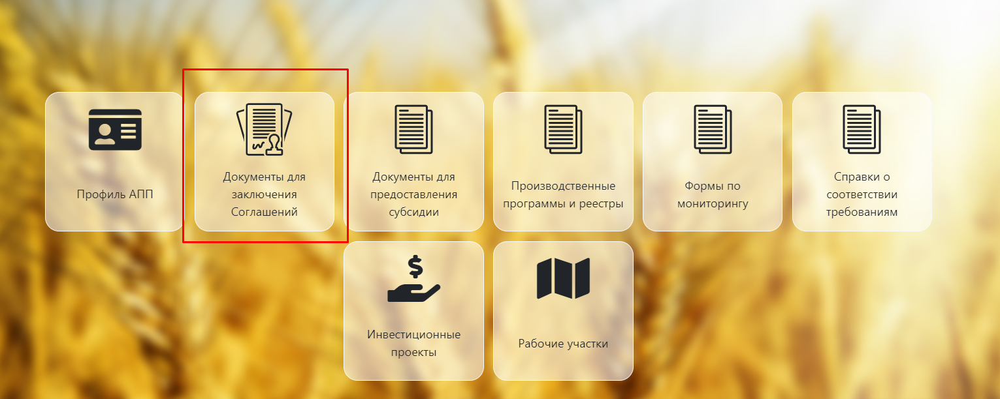 Профиль АПП
Документы для
заключения
Соглашений
Документы для
предоставления
субсидии
Производственные
программы и реестры
Формы по
мониторингу
Справки о
соответствии
требованиям
Инвестиционные
проекты
Рабочие участки